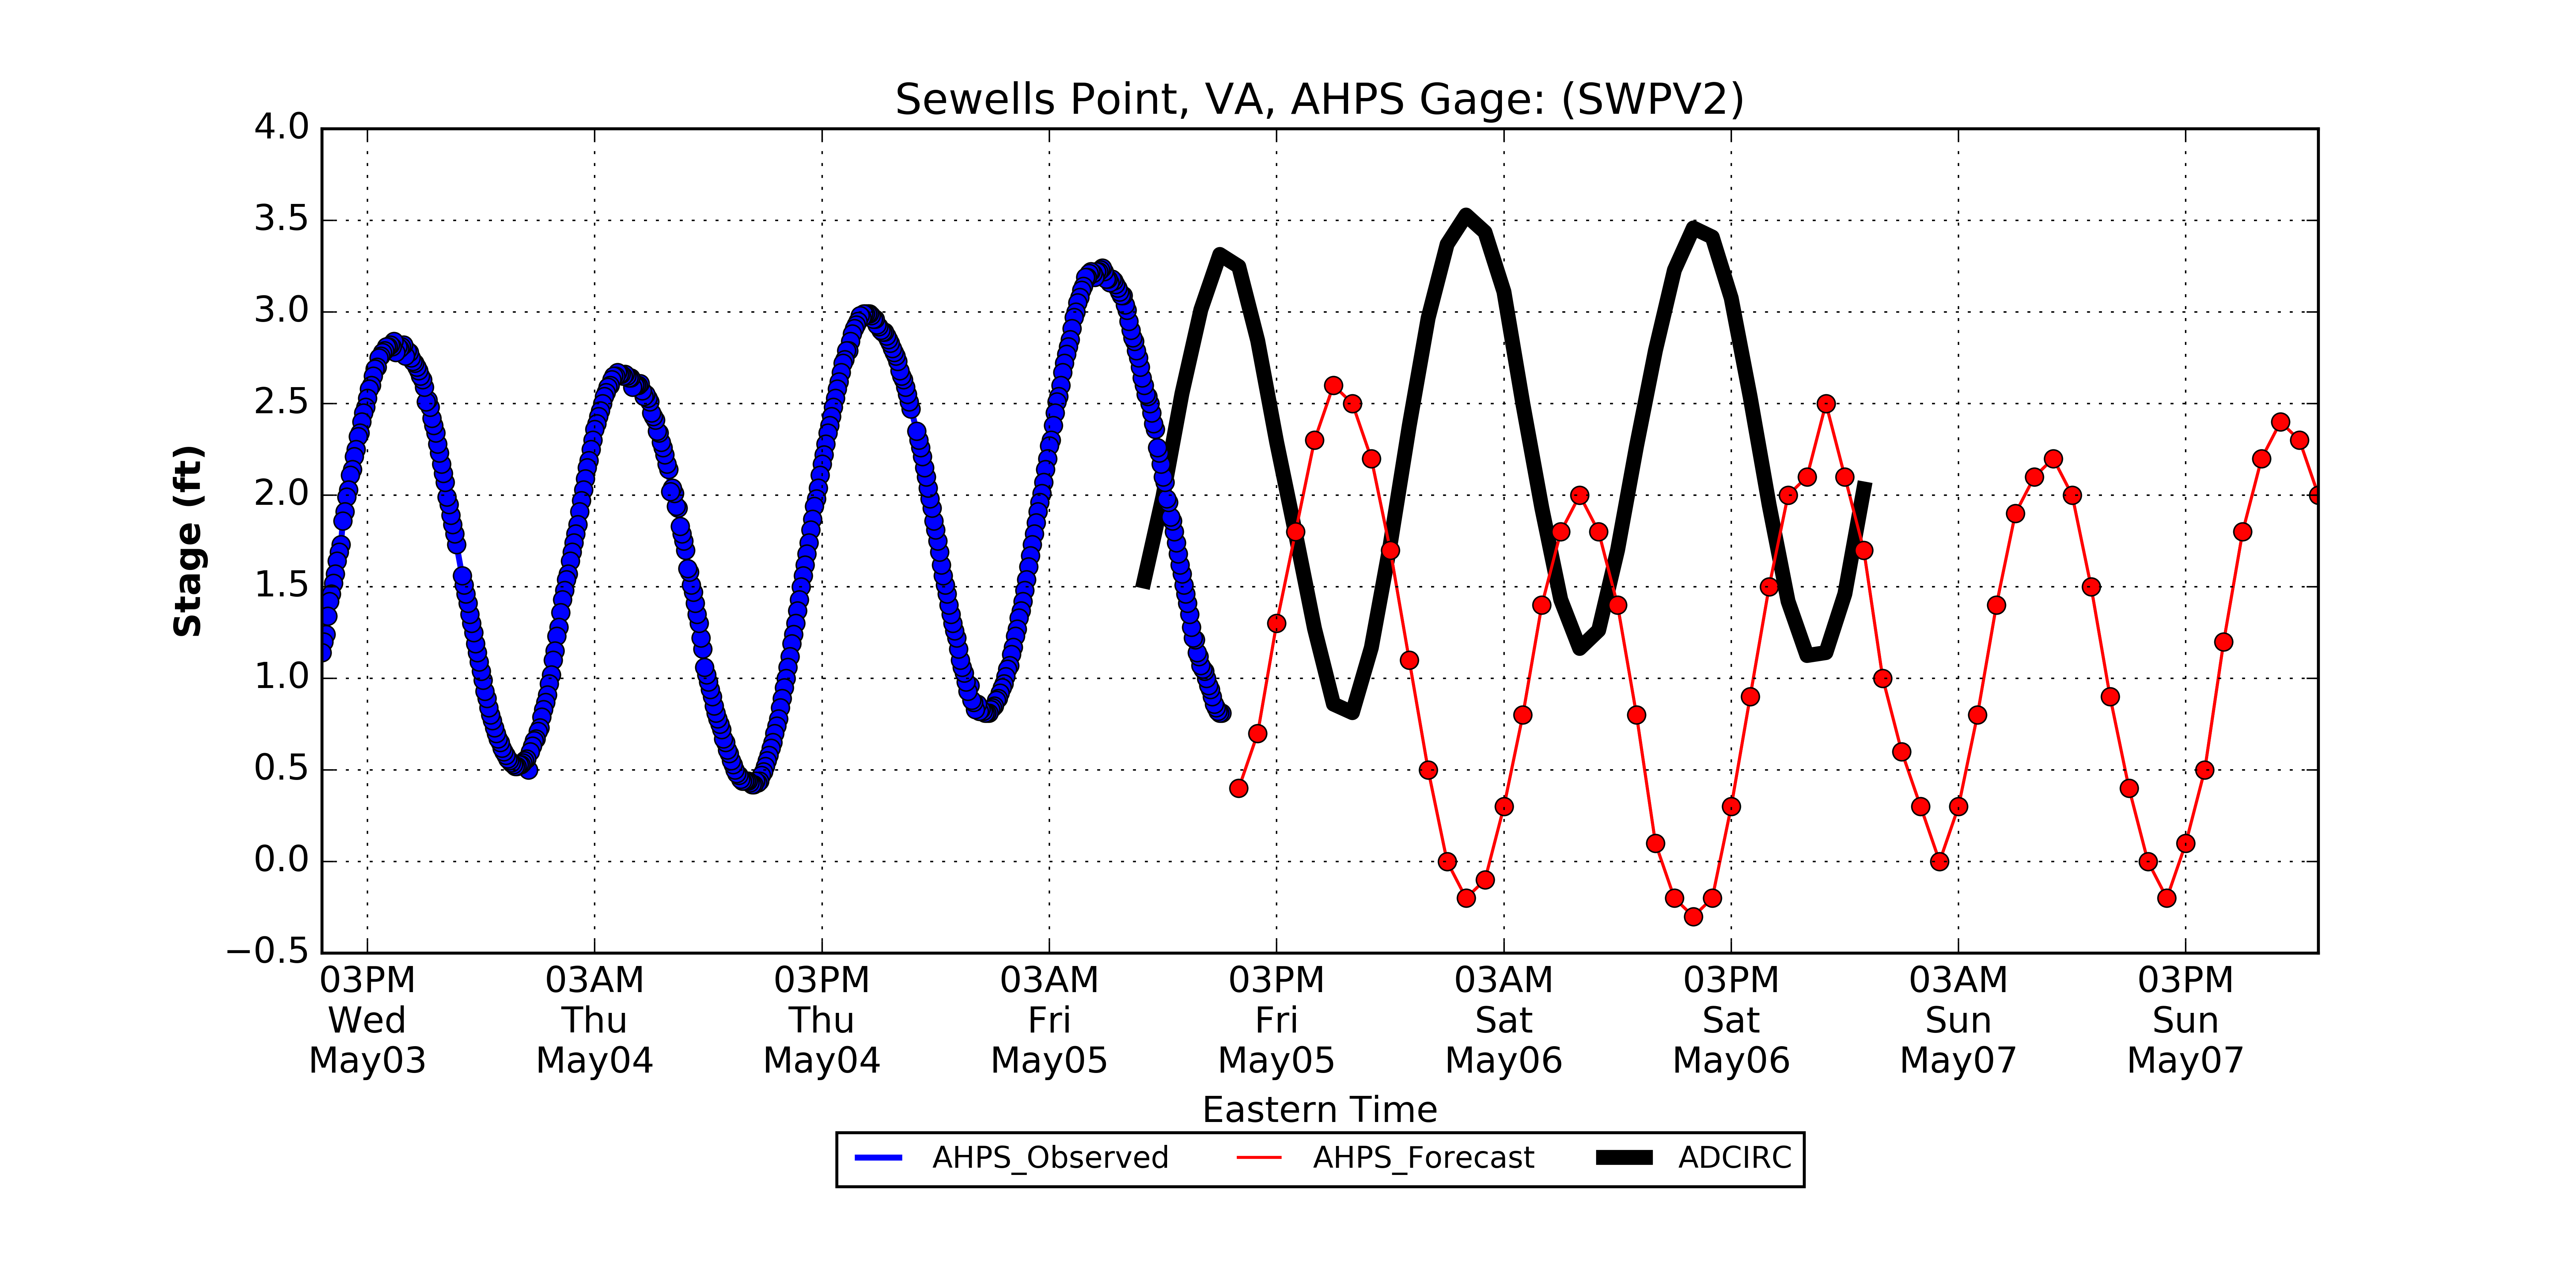 Sewells Point, VA, AHPS Gage: (SWPV2)
4.0
3.5
3.0
2.5
2.0
1.5
1.0
0.5
0.0
−0.5
Stage (ft)
03PM 03AM 03PM 03AM 03PM 03AM 03PM 03AM 03PM
Wed Thu Thu Fri Fri Sat Sat Sun Sun
May03 May04 May04 May05 May05 May06 May06 May07 May07
Eastern Time
AHPS_Observed AHPS_Forecast ADCIRC